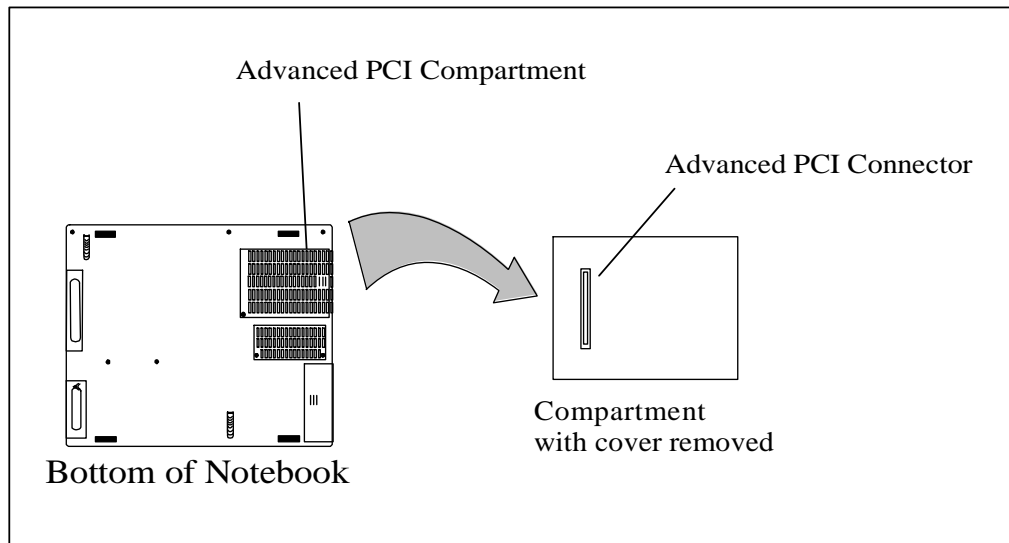 Advanced PCI Compartment
Advanced PCI Connector
Compartment
with cover removed
Bottom of Notebook